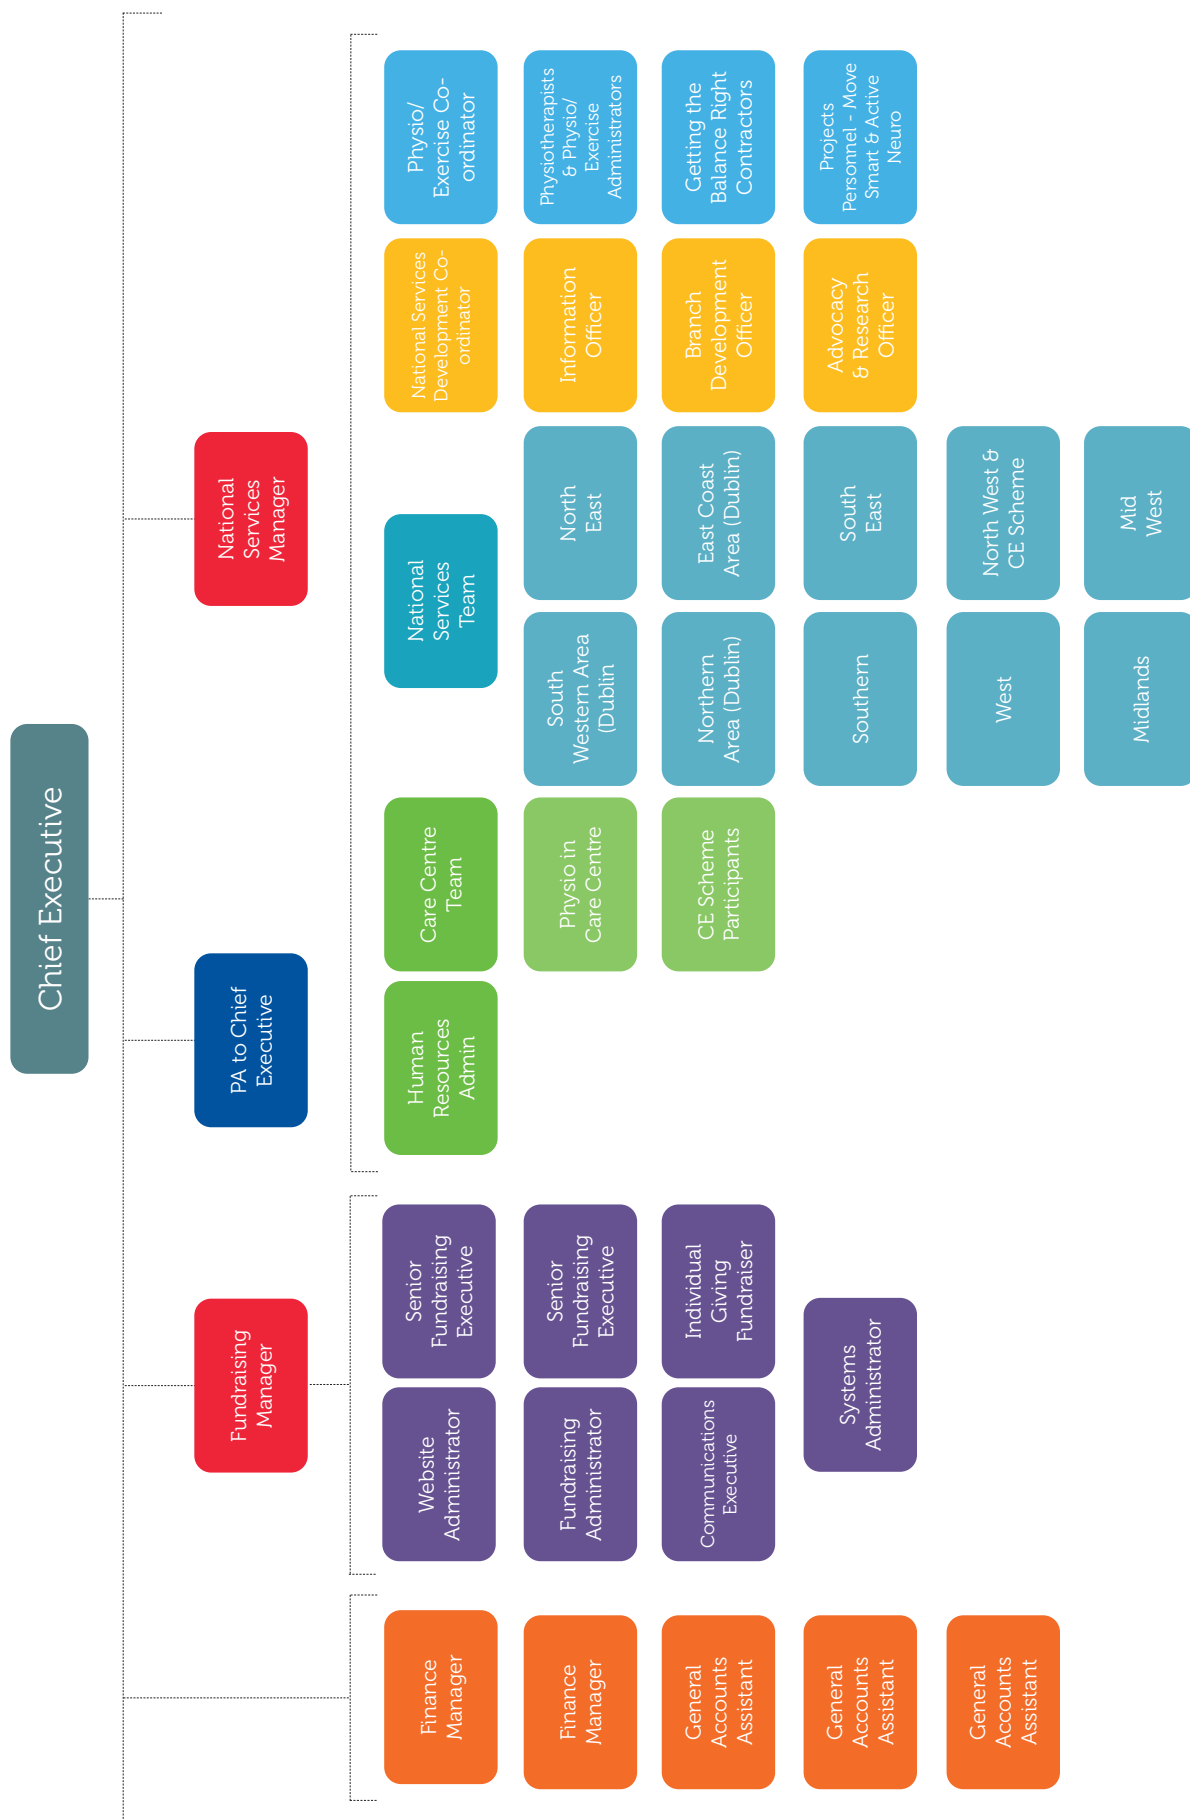 Chief Executive
Finance
Manager
Fundraising
Manager
PA to Chief
Executive
National
Services
Manager
Finance
Manager
General
Accounts
Assistant
General
Accounts
Assistant
General
Accounts
Assistant
Website
Administrator
Senior
Fundraising
Executive
Fundraising
Administrator
Senior
Fundraising
Executive
Communications
Executive
Individual
Giving
Fundraiser
Systems
Administrator
Human
Resources
Admin
Care Centre
Team
Physio in
Care Centre
CE Scheme
Participants
National
Services
Team
South
Western Area
(Dublin
North
East
Northern
Area (Dublin)
East Coast
Area (Dublin)
Southern
South
East
West
North West &
CE Scheme
Midlands
Mid
West
National Services
Development Co-
ordinator
Information
Officer
Branch
Development
Officer
Advocacy
& Research
Officer
Physio/
Exercise Co-
ordinator
Physiotherapists
& Physio/
Exercise
Administrators
Getting the
Balance Right
Contractors
Projects
Personnel - Move
Smart & Active
Neuro